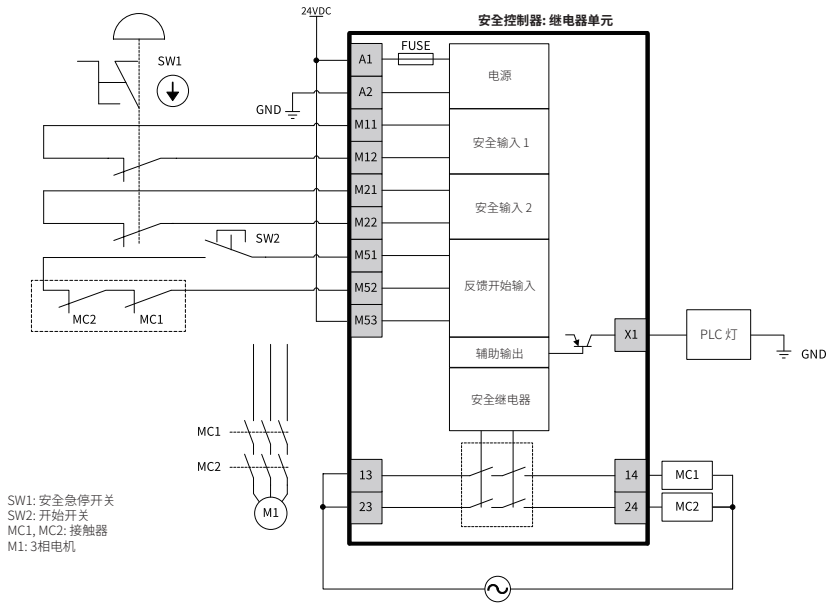 24VDC
安全控制器: 继电器单元
SW1
A1
FUSE
电源
A2
GND
M11
安全输入 1
M12
M21
安全输入 2
M22
SW2
M51
反馈开始输入
M52
MC2
MC1
M53
X1
PLC 灯
GND
辅助输出
安全继电器
MC1
MC2
M1
13
14
MC1
23
24
MC2
SW1: 安全急停开关
SW2: 开始开关
MC1, MC2: 接触器
M1: 3相电机